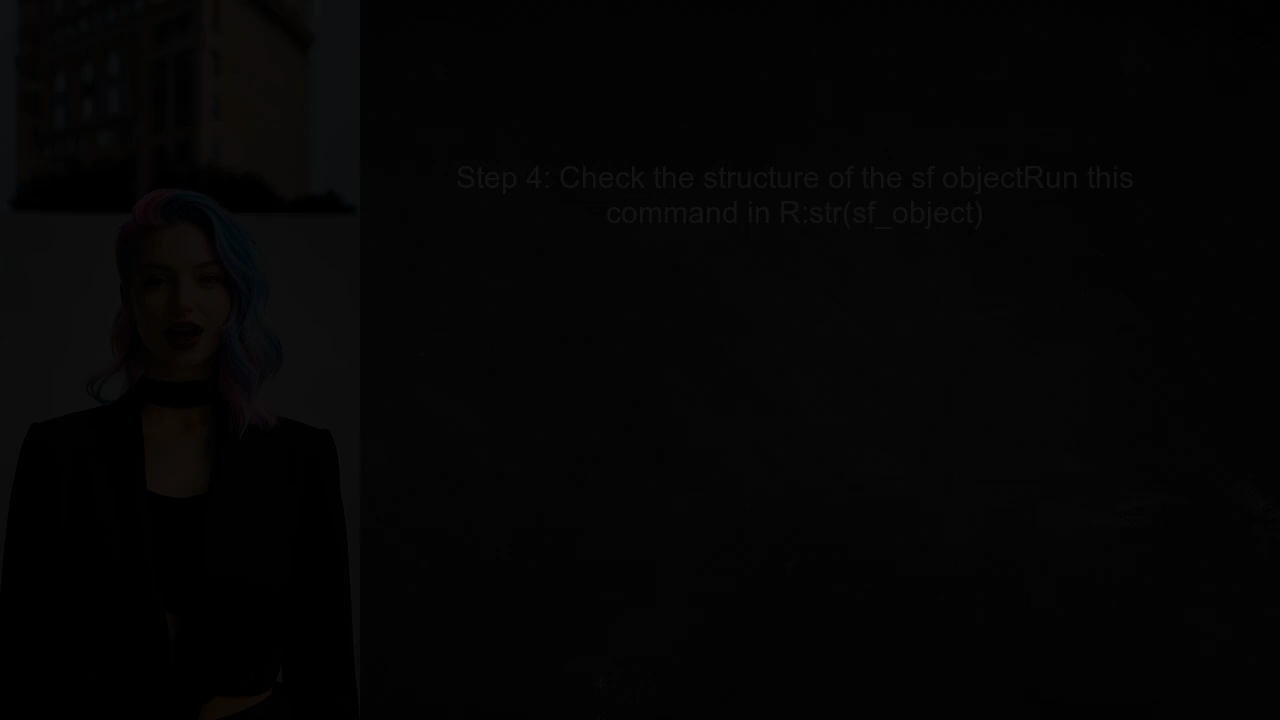 Step 4: Check the structure of the sf objectRun this
command in R:str(sf_object)